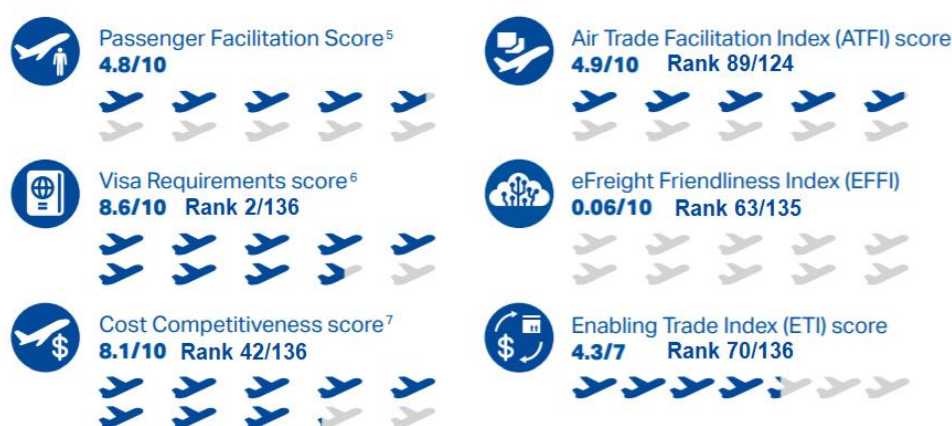 Passenger Facilitation Score⁵
4.8/10
Visa Requirements score⁶
8.6/10 Rank 2/136
Cost Competitiveness score⁷
8.1/10 Rank 42/136
$
Air Trade Facilitation Index (ATFI) score
4.9/10 Rank 89/124
eFreight Friendliness Index (EFFI)
0.06/10 Rank 63/135
Enabling Trade Index (ETI) score
4.3/7 Rank 70/136
$